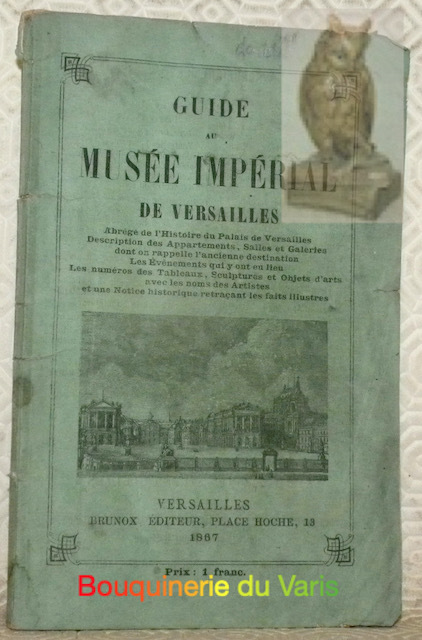 GUIDE
AU
MUSÉE IMPÉRIAL
DE VERSAILLES
Abrégé de l'Histoire du Palais de Versailles
Description des Appartements, Salles et Galeries
dont on rappelle l'ancienne destination
Les Événements qui y ont eu lieu
Les numéros des Tableaux, Sculptures et Objets d'arts
avec les noms des Artistes
et une Notice historique retraçant les faits illustres
VERSAILLES
BRUNOX ÉDITEUR, PLACE HOCHE, 13
1867
Prix : 1 franc.
Bouquinerie du Varis